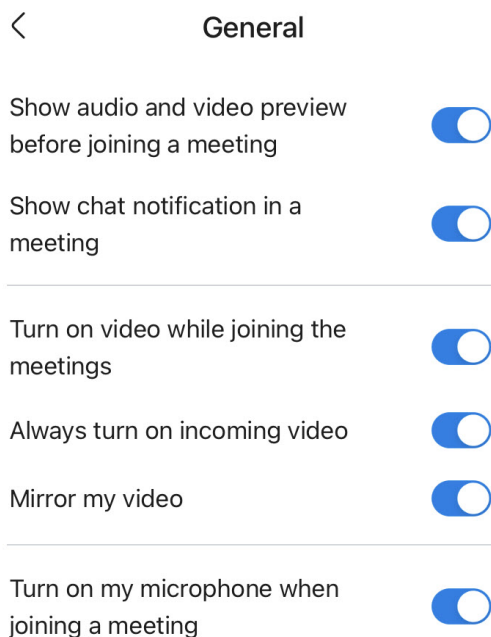 General
Show audio and video preview
before joining a meeting
Show chat notification in a
meeting
Turn on video while joining the
meetings
Always turn on incoming video
Mirror my video
Turn on my microphone when
joining a meeting